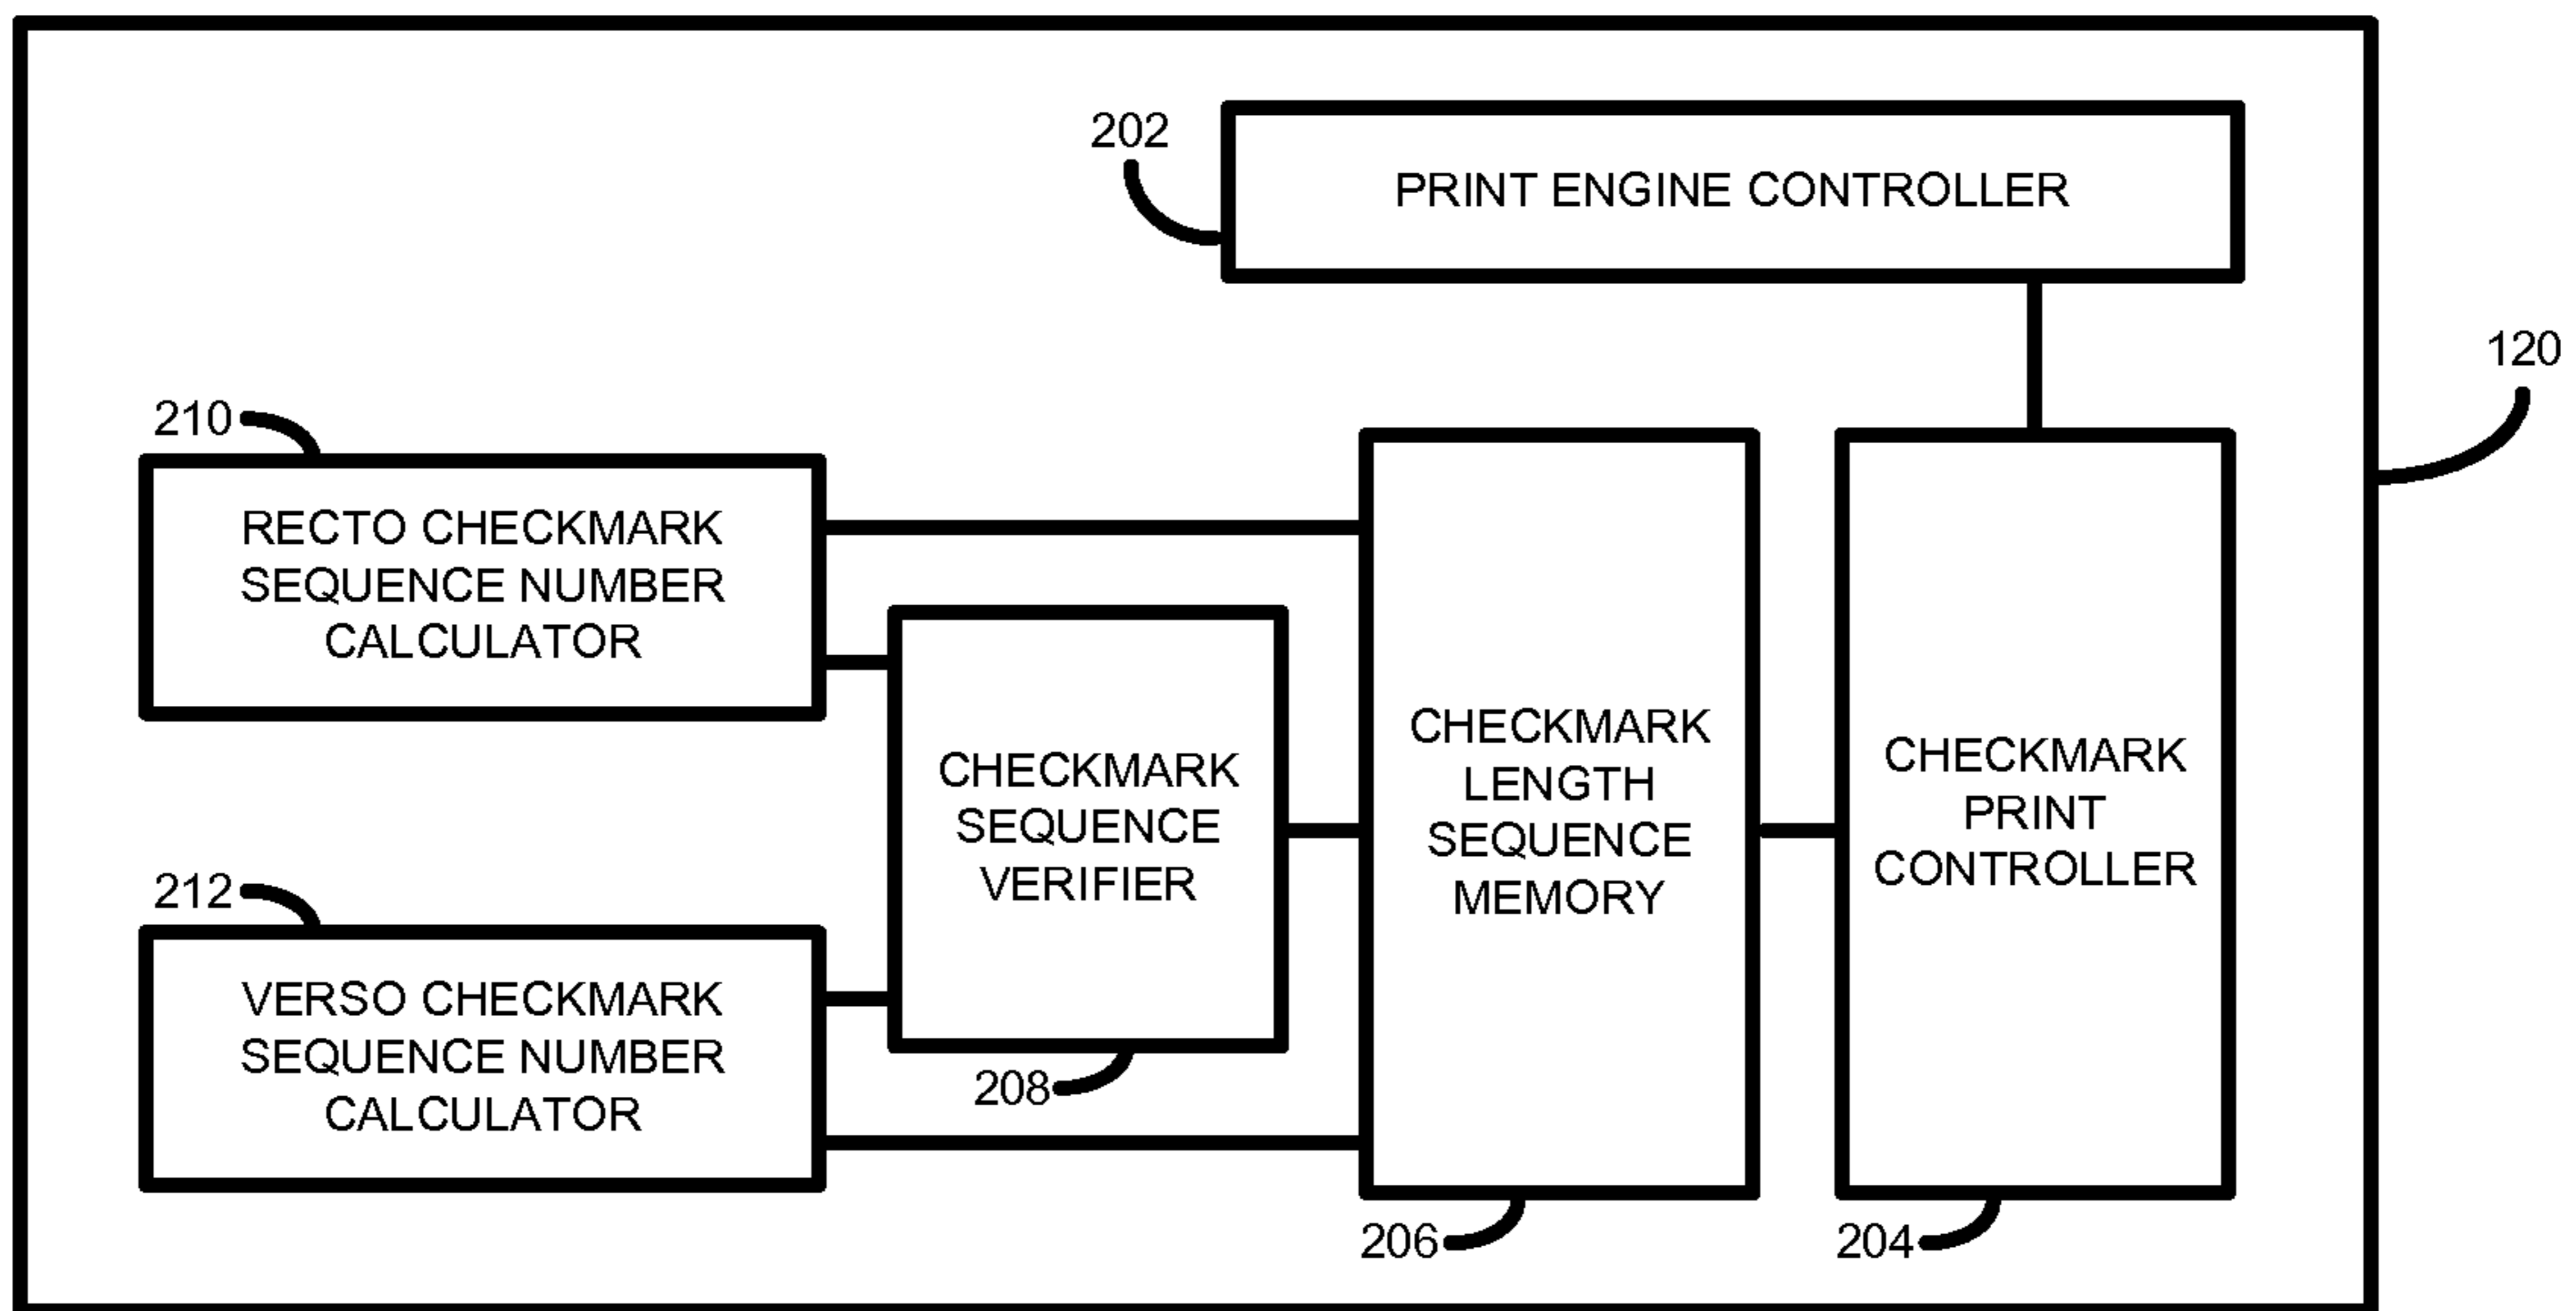 202
PRINT ENGINE CONTROLLER
120
210
RECTO CHECKMARK
SEQUENCE NUMBER
CALCULATOR
CHECKMARK
SEQUENCE
VERIFIER
208
CHECKMARK
LENGTH
SEQUENCE
MEMORY
206
CHECKMARK
PRINT
CONTROLLER
204
212
VERSO CHECKMARK
SEQUENCE NUMBER
CALCULATOR